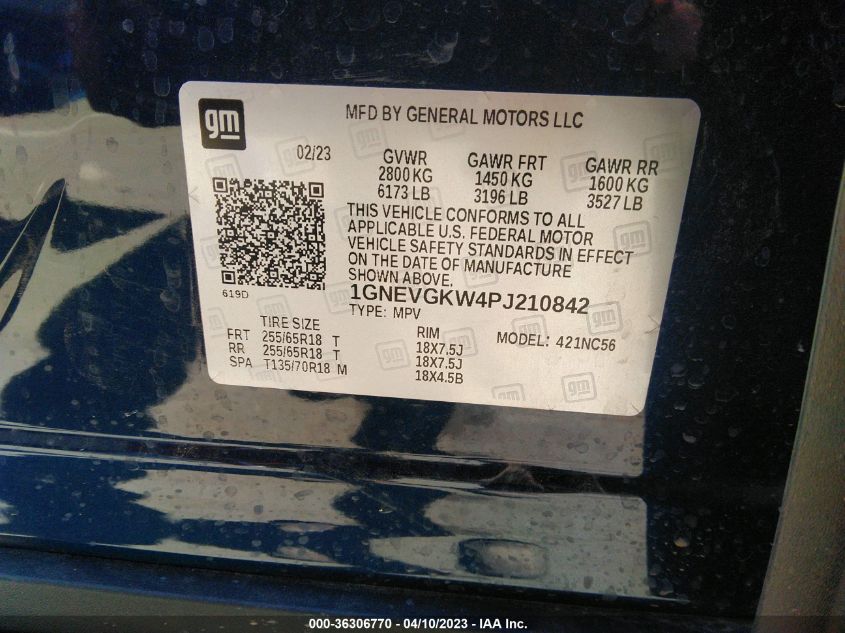 gm
MFD BY GENERAL MOTORS LLC
02/23
GVWR GAWR FRT GAWR RR
2800 KG 1450 KG 1600 KG
6173 LB 3196 LB 3527 LB
THIS VEHICLE CONFORMS TO ALL
APPLICABLE U.S. FEDERAL MOTOR
VEHICLE SAFETY STANDARDS IN EFFECT
ON THE DATE OF MANUFACTURE
SHOWN ABOVE.
619D
1GNEVGKW4PJ210842
TYPE: MPV MODEL: 421NC56
TIRE SIZE RIM
FRT 255/65R18 T 18X7.5J
RR 255/65R18 T 18X7.5J
SPA T135/70R18 M 18X4.5B
000-36306770 - 04/10/2023 - IAA Inc.